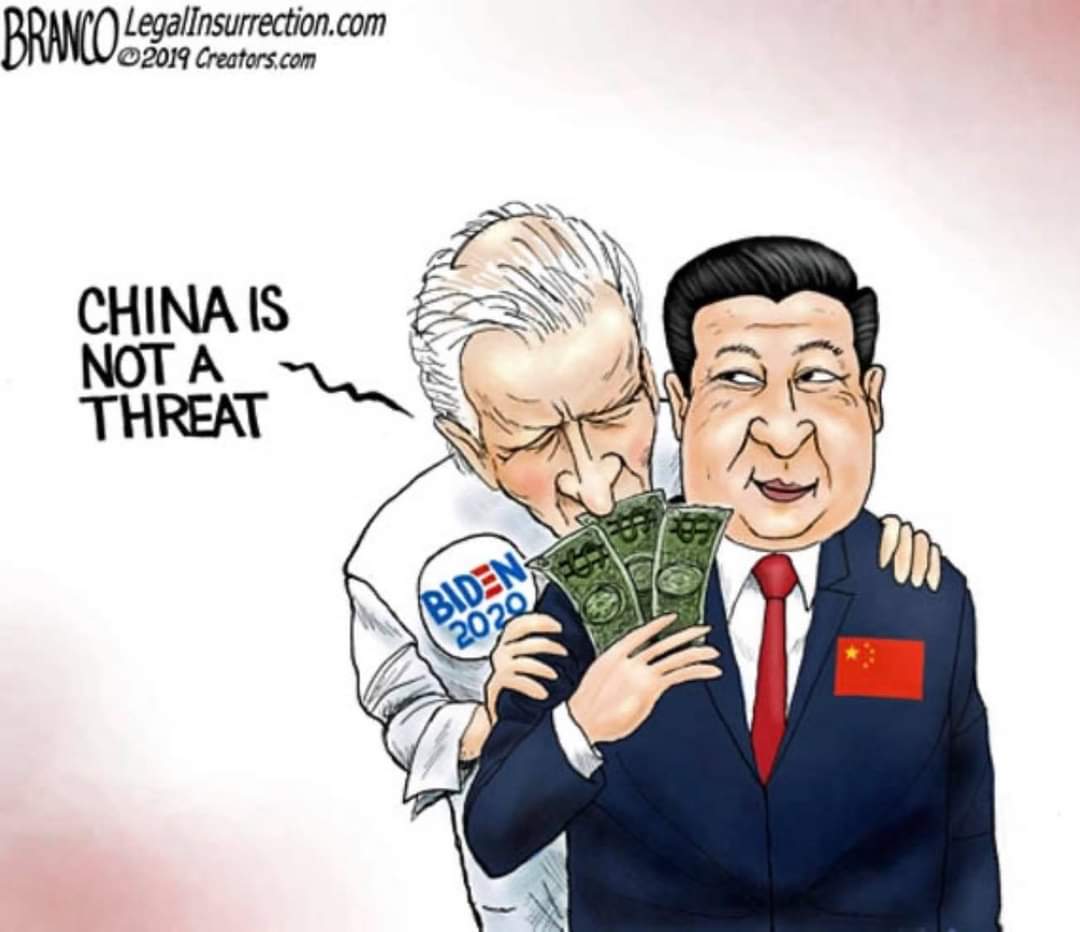 BRANCO
LegalInsurrection.com
©2019 Creators.com
CHINA IS
NOT A
THREAT
BIDEN
2020